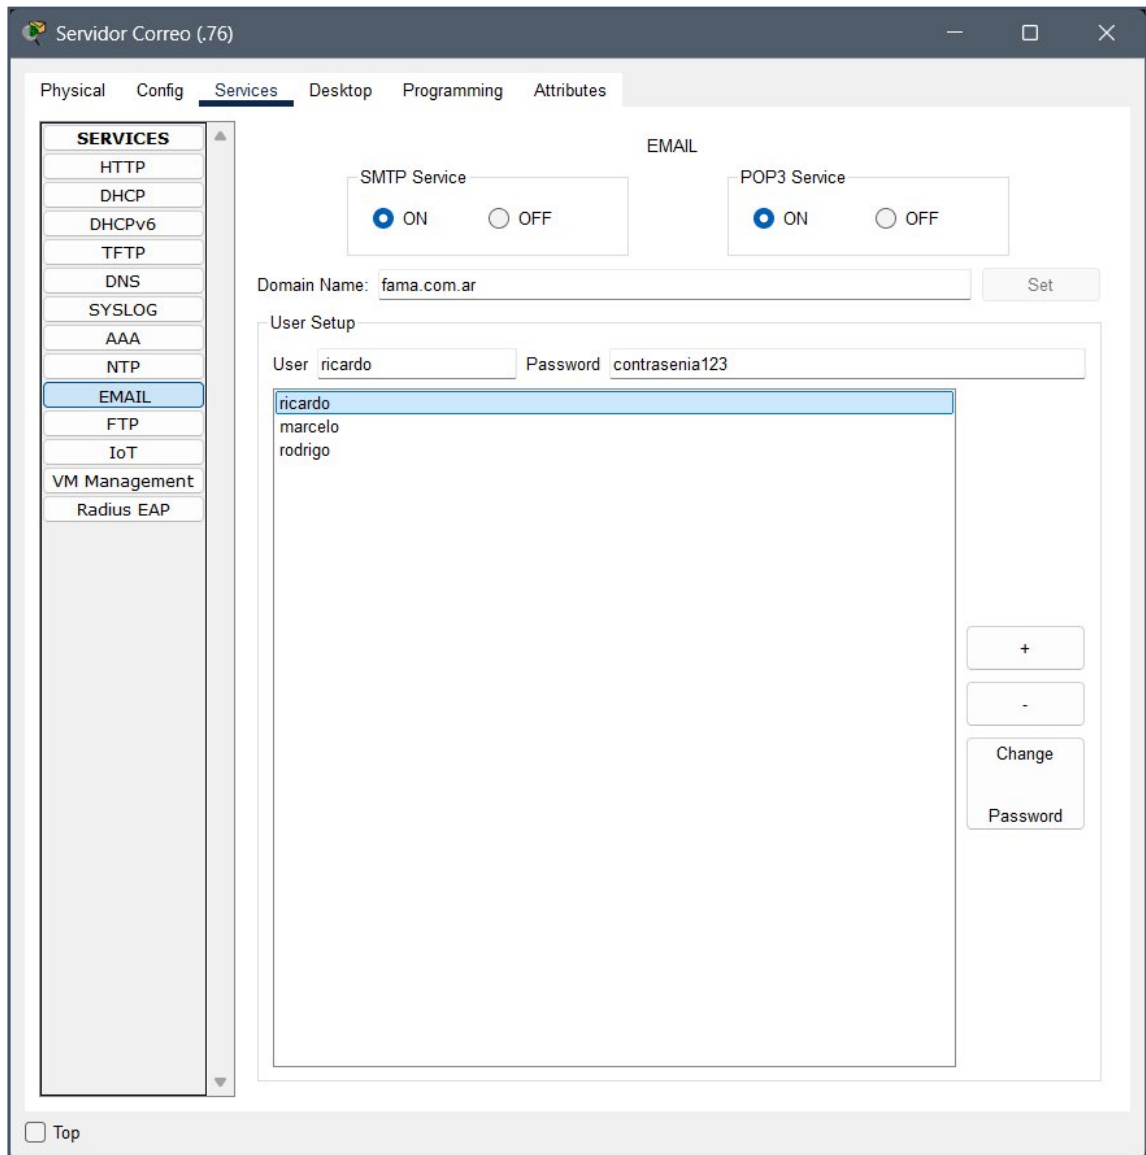 Servidor Correo (.76)
Physical Config Services Desktop Programming Attributes
SERVICES
HTTP
DHCP
DHCPv6
TFTP
DNS
SYSLOG
AAA
NTP
EMAIL
FTP
IoT
VM Management
Radius EAP
EMAIL
SMTP Service
ON OFF
POP3 Service
ON OFF
Domain Name: fama.com.ar Set
User Setup
User ricardo Password contrasenia123
ricardo
marcelo
rodrigo
+
-
Change
Password
Top